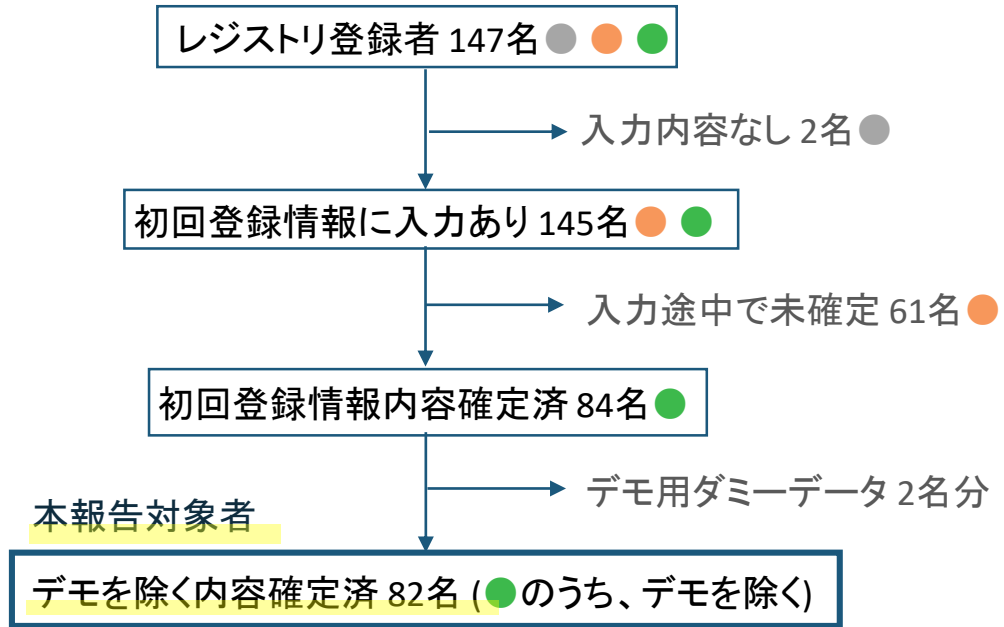 レジストリ登録者 147名
入力内容なし 2名
初回登録情報に入力あり 145名
入力途中で未確定 61名
初回登録情報内容確定済 84名
デモ用ダミーデータ 2名分
本報告対象者
デモを除く内容確定済 82名 (●のうち、デモを除く)